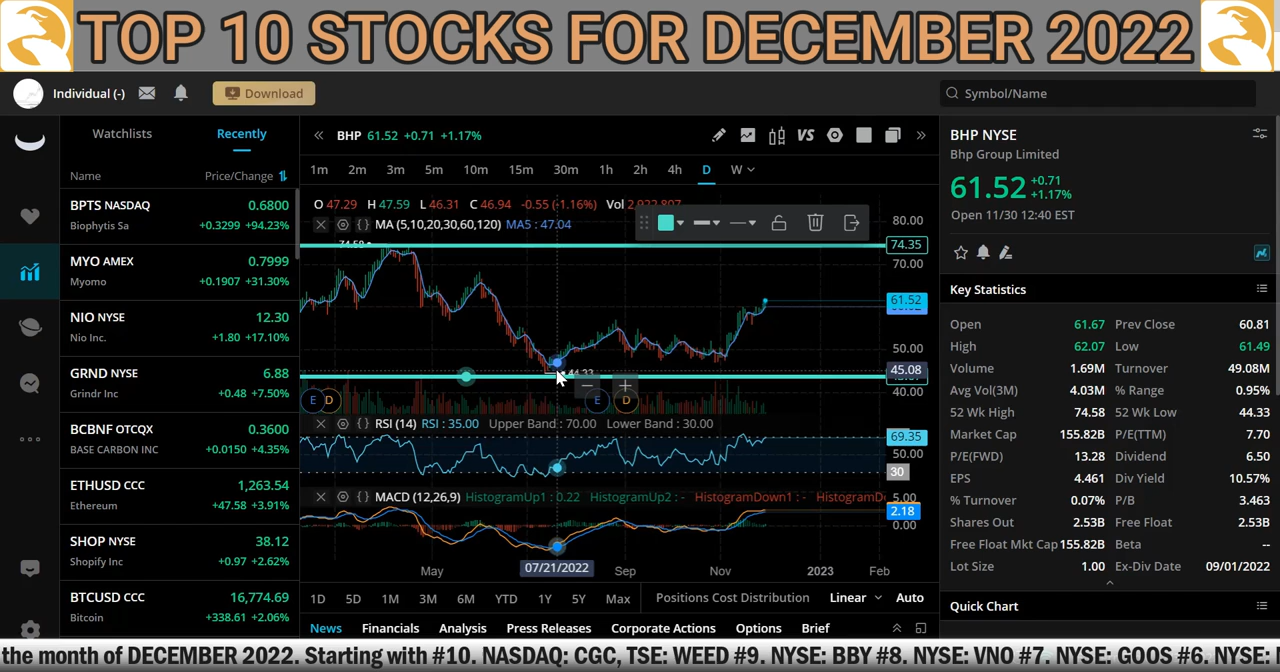 TOP 10 STOCKS FOR DECEMBER 2022
Individual (-) Download Symbol/Name
Watchlists Recently
Name Price/Change
BPTS NASDAQ 0.6800
Biophytis Sa +0.3299 +94.23%
MYO AMEX 0.7999
Myomo +0.1907 +31.30%
NIO NYSE 12.30
Nio Inc. +1.80 +17.10%
GRND NYSE 6.88
Grindr Inc +0.48 +7.50%
BCBNF OTCQX 0.3600
BASE CARBON INC +0.0150 +4.35%
ETHUSD CCC 1,263.54
Ethereum +47.58 +3.91%
SHOP NYSE 38.12
Shopify Inc +0.97 +2.62%
BTCUSD CCC 16,774.69
Bitcoin +338.61 +2.06%
BHP 61.52 +0.71 +1.17% VS
1m 2m 3m 5m 10m 15m 30m 1h 2h 4h D W
O 47.29 H 47.59 L 46.31 C 46.94 -0.55 (-1.16%) Vol 2,922,807
MA (5,10,20,30,60,120) MA5 : 47.04
80.00
74.58
74.35
70.00
61.52
50.00
45.08
44.33
40.00
E D E D
RSI (14) RSI : 35.00 Upper Band : 70.00 Lower Band : 30.00
69.35
50.00
30
MACD (12,26,9) HistogramUp1 : 0.22 HistogramUp2 : - HistogramDown1 : - HistogramD
5.00
2.18
0.00
May 07/21/2022 Sep Nov 2023 Feb
1D 5D 1M 3M 6M YTD 1Y 5Y Max Positions Cost Distribution Linear Auto
News Financials Analysis Press Releases Corporate Actions Options Brief
BHP NYSE
Bhp Group Limited
61.52 +0.71
+1.17%
Open 11/30 12:40 EST
Key Statistics
Open 61.67 Prev Close 60.81
High 62.07 Low 61.49
Volume 1.69M Turnover 49.08M
Avg Vol(3M) 4.03M % Range 0.95%
52 Wk High 74.58 52 Wk Low 44.33
Market Cap 155.82B P/E(TTM) 7.70
P/E(FWD) 13.28 Dividend 6.50
EPS 4.461 Div Yield 10.57%
% Turnover 0.07% P/B 3.463
Shares Out 2.53B Free Float 2.53B
Free Float Mkt Cap 155.82B Beta --
Lot Size 1.00 Ex-Div Date 09/01/2022
Quick Chart
the month of DECEMBER 2022. Starting with #10. NASDAQ: CGC, TSE: WEED #9. NYSE: BBY #8. NYSE: VNO #7. NYSE: GOOS #6. NYSE: